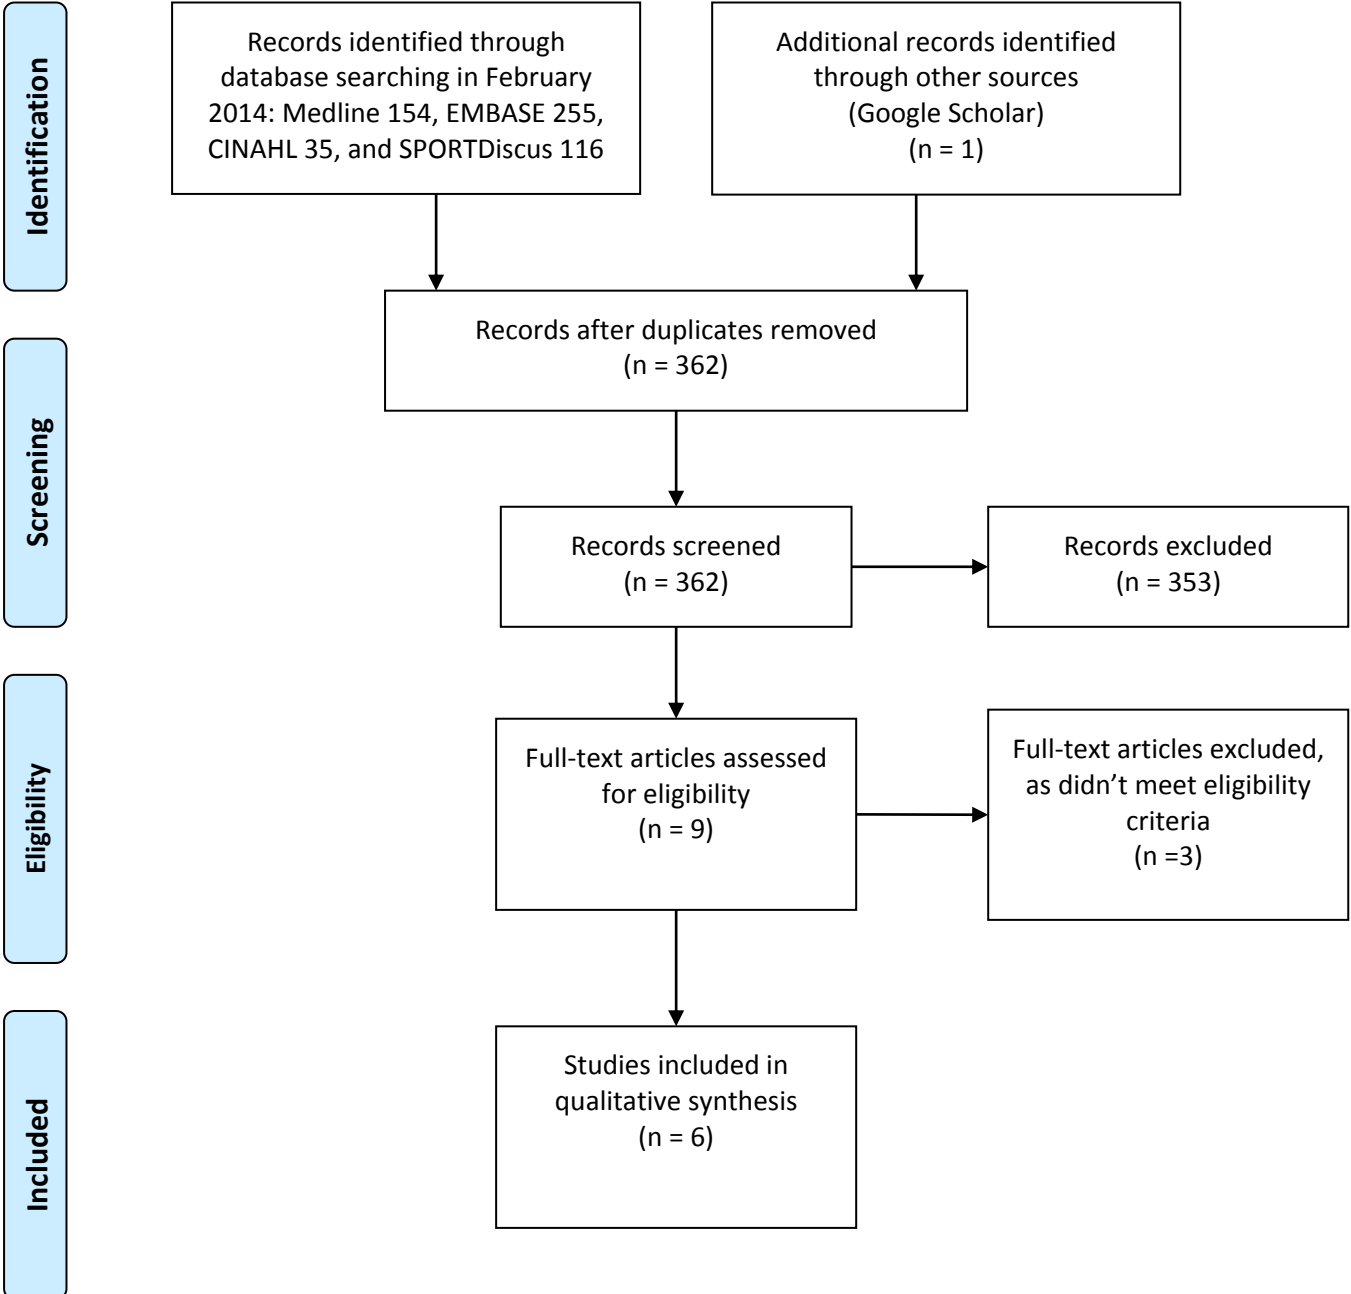 Identification
Records identified through
database searching in February
2014: Medline 154, EMBASE 255,
CINAHL 35, and SPORTDiscus 116
Additional records identified
through other sources
(Google Scholar)
(n = 1)
Records after duplicates removed
(n = 362)
Screening
Records screened
(n = 362)
Records excluded
(n = 353)
Eligibility
Full-text articles assessed
for eligibility
(n = 9)
Full-text articles excluded,
as didn’t meet eligibility
criteria
(n =3)
Included
Studies included in
qualitative synthesis
(n = 6)